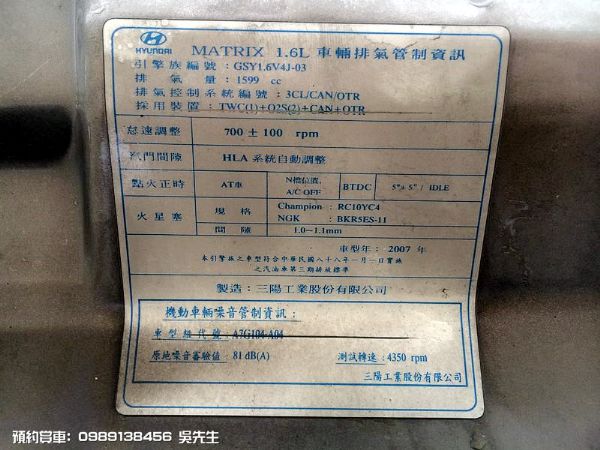 HYUNDAI
MATRIX 1.6L 車輛排氣管制資訊
引擎族編號：GSY1.6V4J-03
排氣量：1599 cc
排氣控制系統編號：3CL/CAN/OTR
採用裝置：TWC(1)+O2S(2)+CAN+OTR
怠速調整 700 ± 100 rpm
汽門間隙 HLA 系統自動調整
點火正時 AT車 N檔位置, A/C OFF BTDC 5°± 5° / IDLE
火星塞 規格 Champion : RC10YC4
NGK : BKR5ES-11
間隙 1.0~1.1mm
車型年：2007 年
本引擎族之車型符合中華民國八十八年一月一日實施
之汽油車第三期排放標準
製造：三陽工業股份有限公司
機動車輛噪音管制資訊：
車型組代號：A7G104-A04
原地噪音審驗值：81 dB(A) 測試轉速：4350 rpm
三陽工業股份有限公司
預約賞車: 0989138456 吳先生